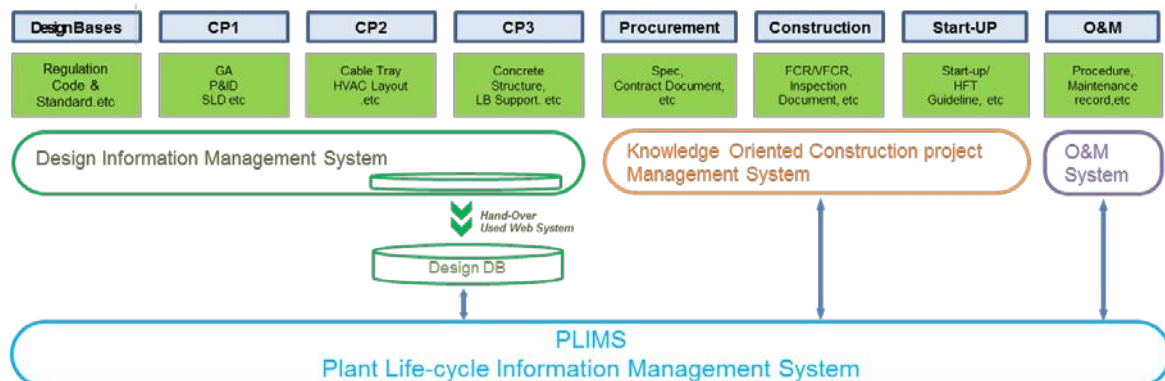 Design Bases
CP1
CP2
CP3
Procurement
Construction
Start-UP
O&M
Regulation
Code &
Standard.etc
GA
P&ID
SLD etc
Cable Tray
HVAC Layout
.etc
Concrete
Structure,
LB Support. etc
Spec,
Contract Document,
etc
FCR/VFCR,
Inspection
Document, etc
Start-up/
HFT
Guideline, etc
Procedure,
Maintenance
record,etc
Design Information Management System
Knowledge Oriented Construction project
Management System
O&M
System
Hand-Over
Used Web System
Design DB
PLIMS
Plant Life-cycle Information Management System